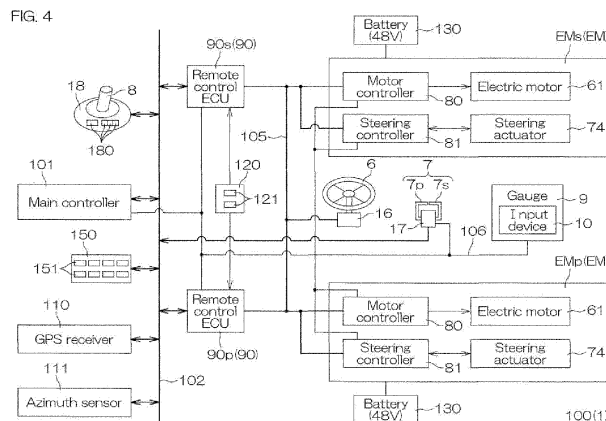 FIG. 4
Battery
(48V)
130
90s(90)
EMs(EM)
Remote
control
ECU
Motor
controller
80
Electric motor
61
18
8
180
105
Steering
controller
81
Steering
actuator
74
101
Main controller
120
121
6
16
7
7p 7s
17
Gauge
9
Input
device
10
106
150
151
EMp(EM)
110
GPS receiver
Remote
control
ECU
90p(90)
Motor
controller
80
Electric motor
61
111
Azimuth sensor
102
Steering
controller
81
Steering
actuator
74
Battery
(48V)
130
100(1)